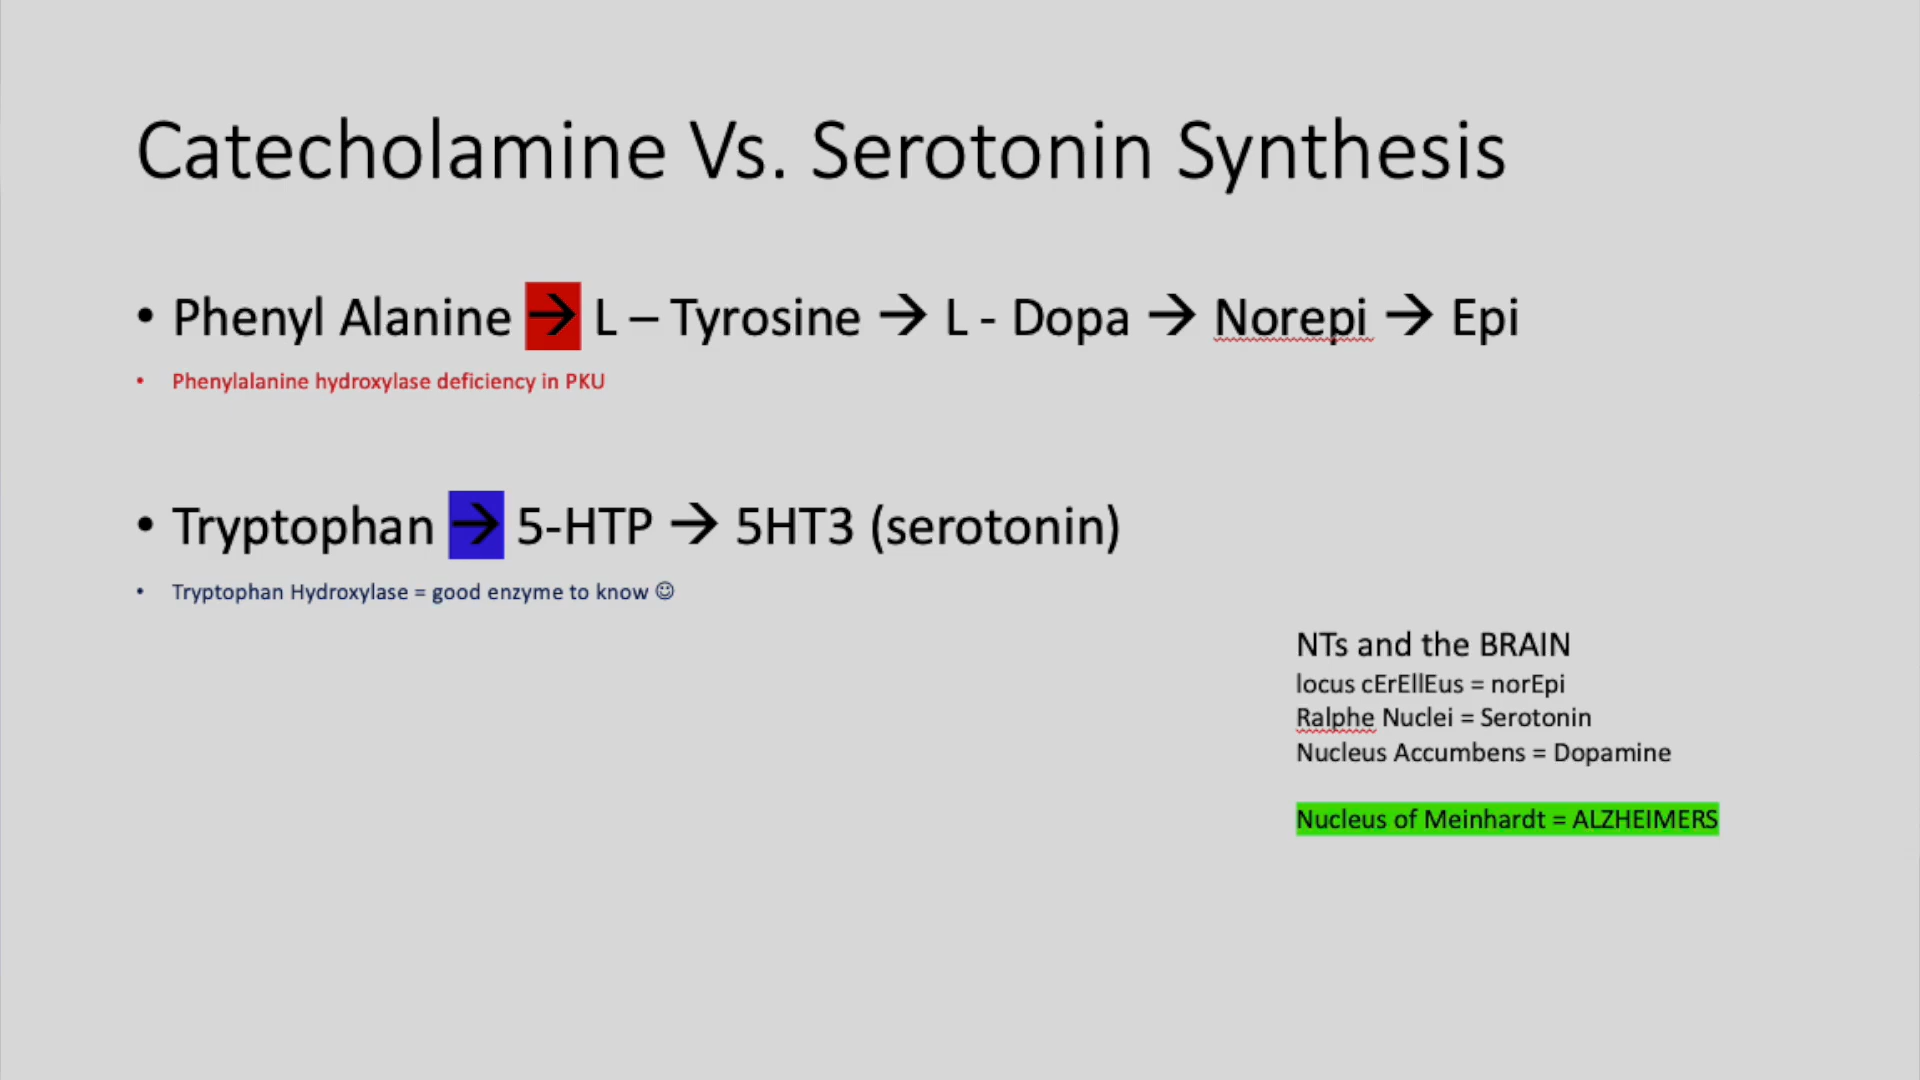 Catecholamine Vs. Serotonin Synthesis
• Phenyl Alanine → L – Tyrosine → L - Dopa → Norepi → Epi
• Phenylalanine hydroxylase deficiency in PKU
• Tryptophan → 5-HTP → 5HT3 (serotonin)
• Tryptophan Hydroxylase = good enzyme to know ☺
NTs and the BRAIN
locus cErEllEus = norEpi
Ralphe Nuclei = Serotonin
Nucleus Accumbens = Dopamine
Nucleus of Meinhardt = ALZHEIMERS